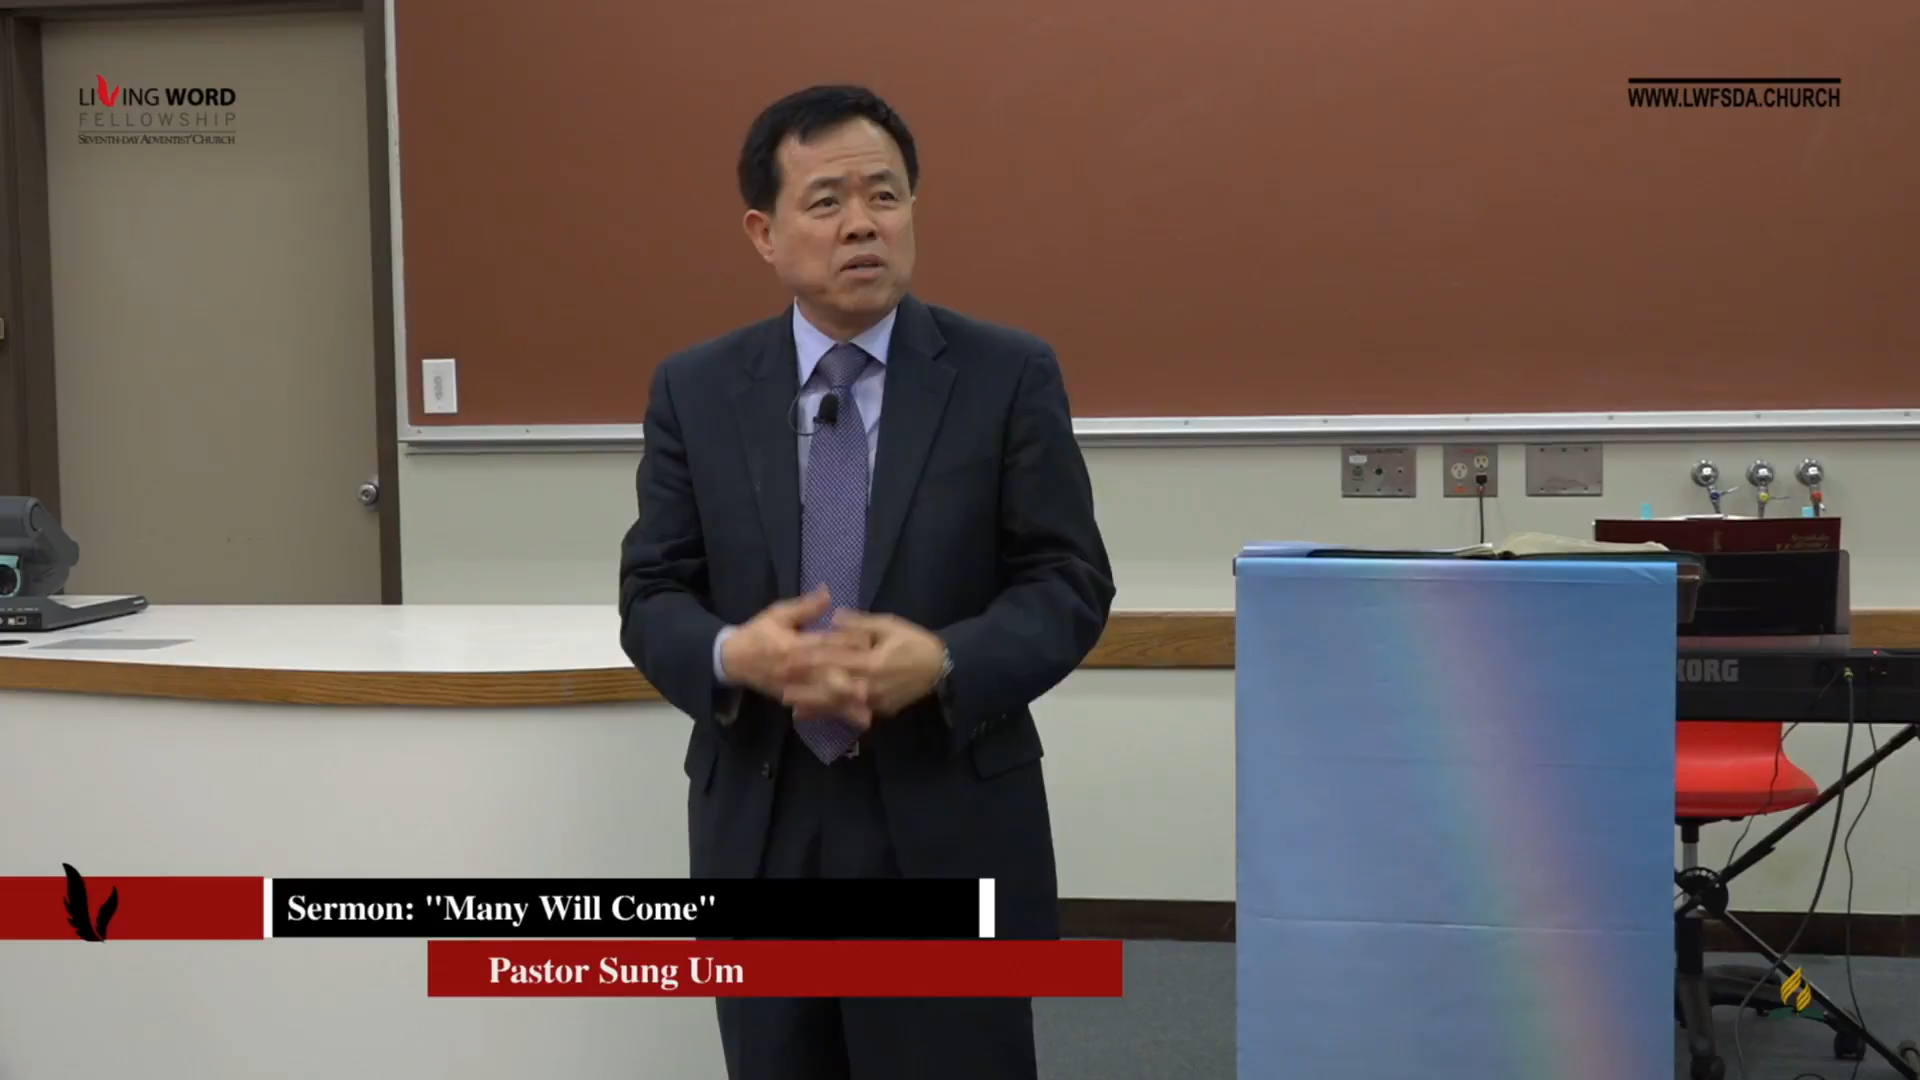 LIVING WORD
FELLOWSHIP
SEVENTH-DAY ADVENTIST CHURCH
WWW.LWFSDA.CHURCH
KORG
Sermon: "Many Will Come"
Pastor Sung Um